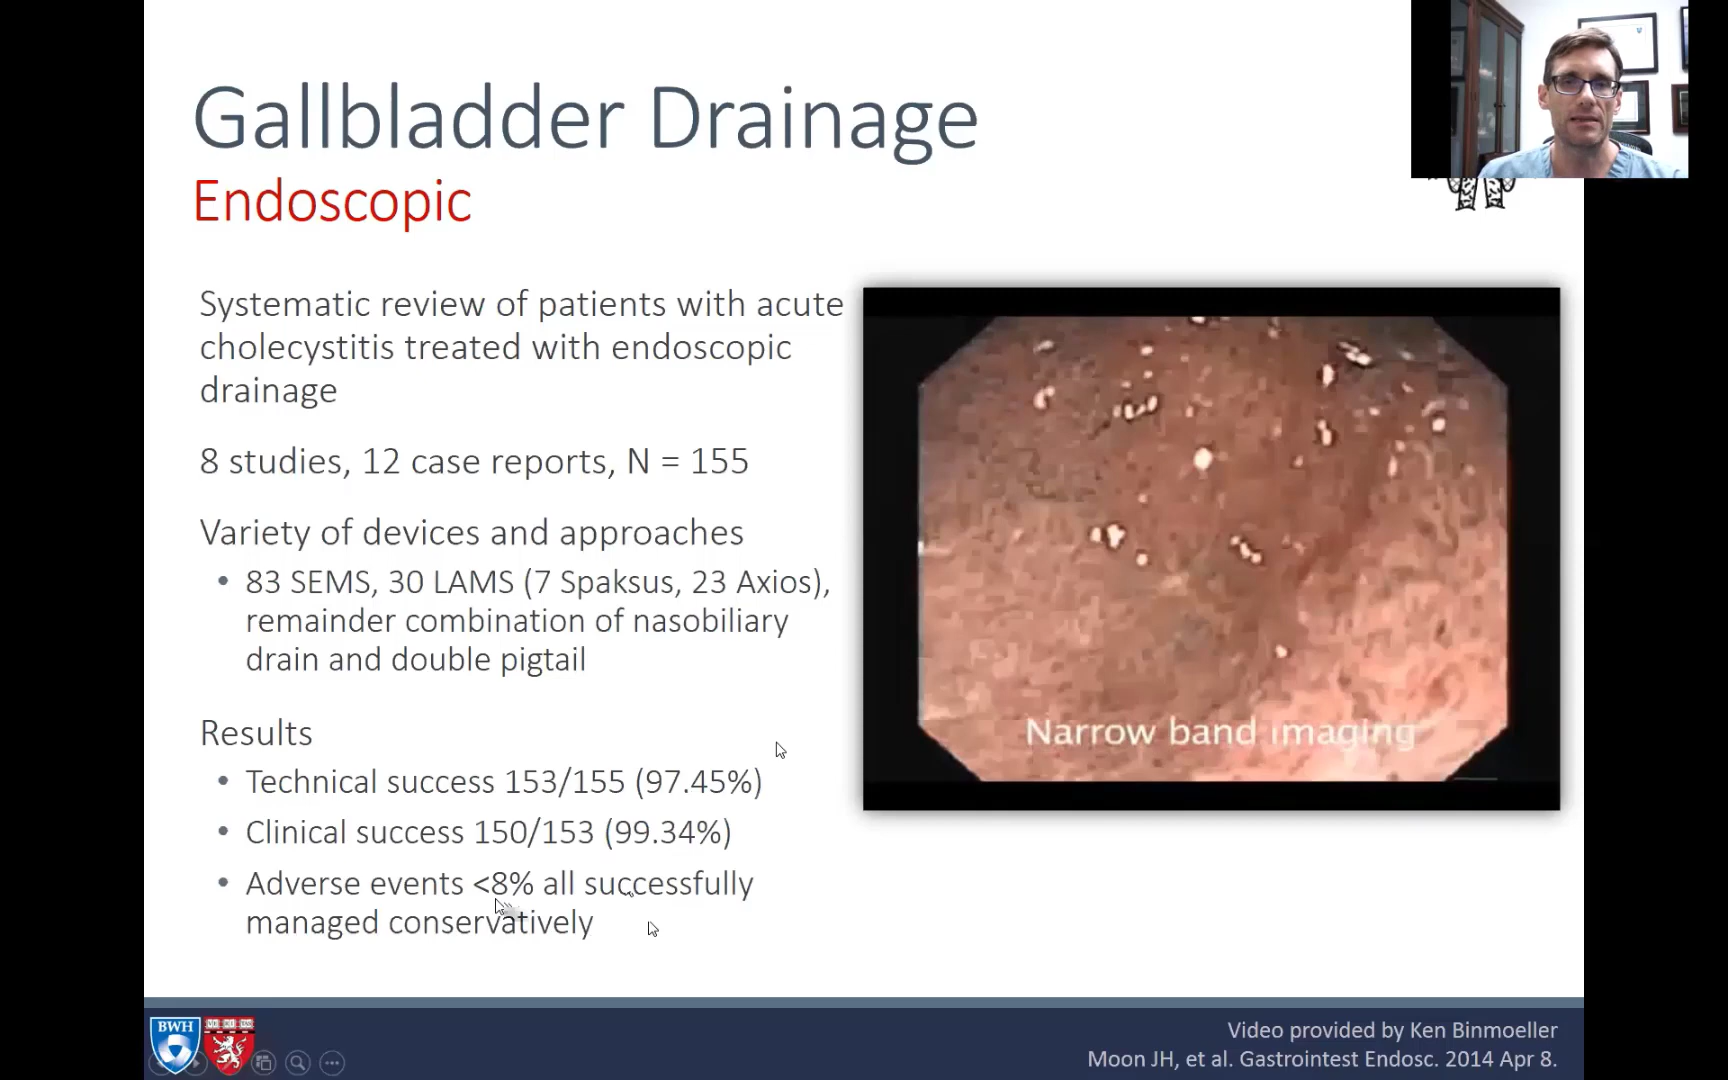 Gallbladder Drainage
Endoscopic
Systematic review of patients with acute
cholecystitis treated with endoscopic
drainage
8 studies, 12 case reports, N = 155
Variety of devices and approaches
• 83 SEMS, 30 LAMS (7 Spaksus, 23 Axios),
remainder combination of nasobiliary
drain and double pigtail
Results
• Technical success 153/155 (97.45%)
• Clinical success 150/153 (99.34%)
• Adverse events <8% all successfully
managed conservatively
Narrow band imaging
BWH
Video provided by Ken Binmoeller
Moon JH, et al. Gastrointest Endosc. 2014 Apr 8.